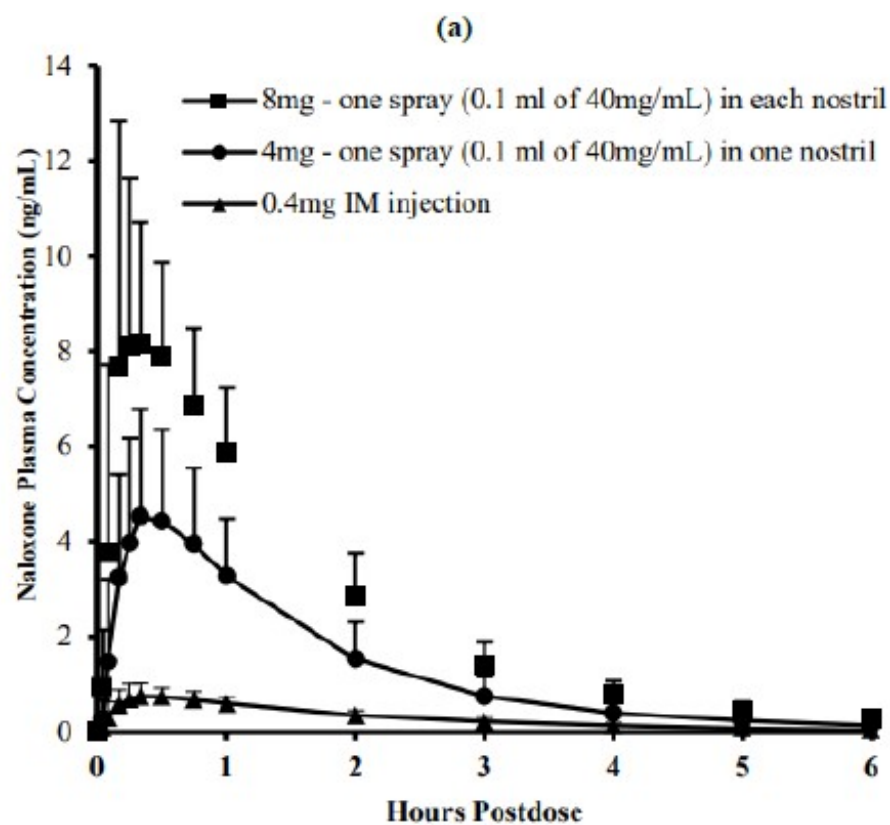 (a)
14
12
10
8
6
4
2
0
Naloxone Plasma Concentration (ng/mL)
8mg - one spray (0.1 ml of 40mg/mL) in each nostril
4mg - one spray (0.1 ml of 40mg/mL) in one nostril
0.4mg IM injection
0 1 2 3 4 5 6
Hours Postdose